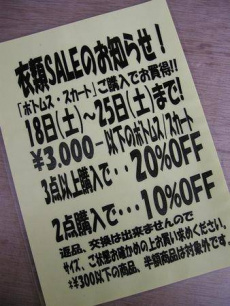 衣類SALEのお知らせ！
「ボトムス・スカート」ご購入でお買得!!
18日(土)～25日(土)まで!
¥3,000―以下のボトムス/スカート
3点以上購入で・・・20%OFF
2点購入で・・・10%OFF
返品、交換は出来ませんので
サイズ、ご状態お確かめの上お買い求めください。
*¥300以下の商品、半額商品は対象外です。